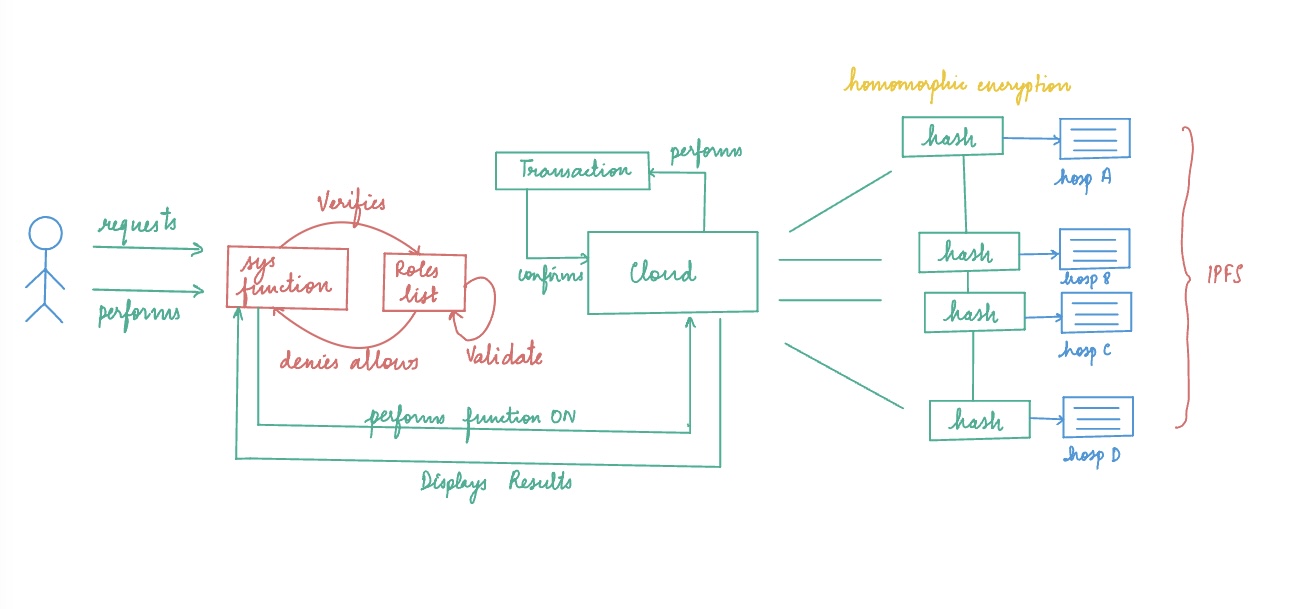 homomorphic encryption
hash
hosp A
Transaction
performs
Verifies
requests
sys
function
Roles
list
confirms
Cloud
hash
hosp B
IPFS
performs
hash
hosp C
denies allows
Validate
performs function ON
hash
hosp D
Displays Results